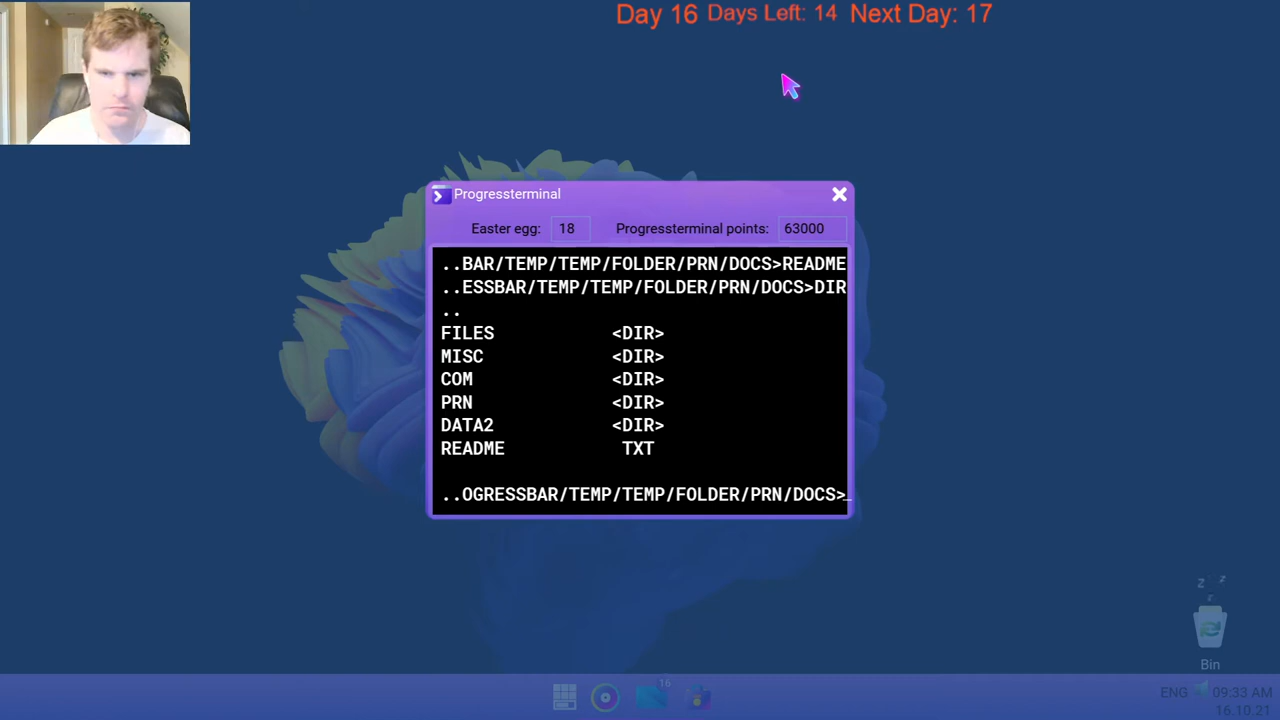 Day 16 Days Left: 14 Next Day: 17
Progressterminal
Easter egg: 18 Progressterminal points: 63000
..BAR/TEMP/TEMP/FOLDER/PRN/DOCS>README
..ESSBAR/TEMP/TEMP/FOLDER/PRN/DOCS>DIR
..
FILES <DIR>
MISC <DIR>
COM <DIR>
PRN <DIR>
DATA2 <DIR>
README TXT
..OGRESSBAR/TEMP/TEMP/FOLDER/PRN/DOCS>_
z z
z
Bin
16
ENG 09:33 AM
16.10.21